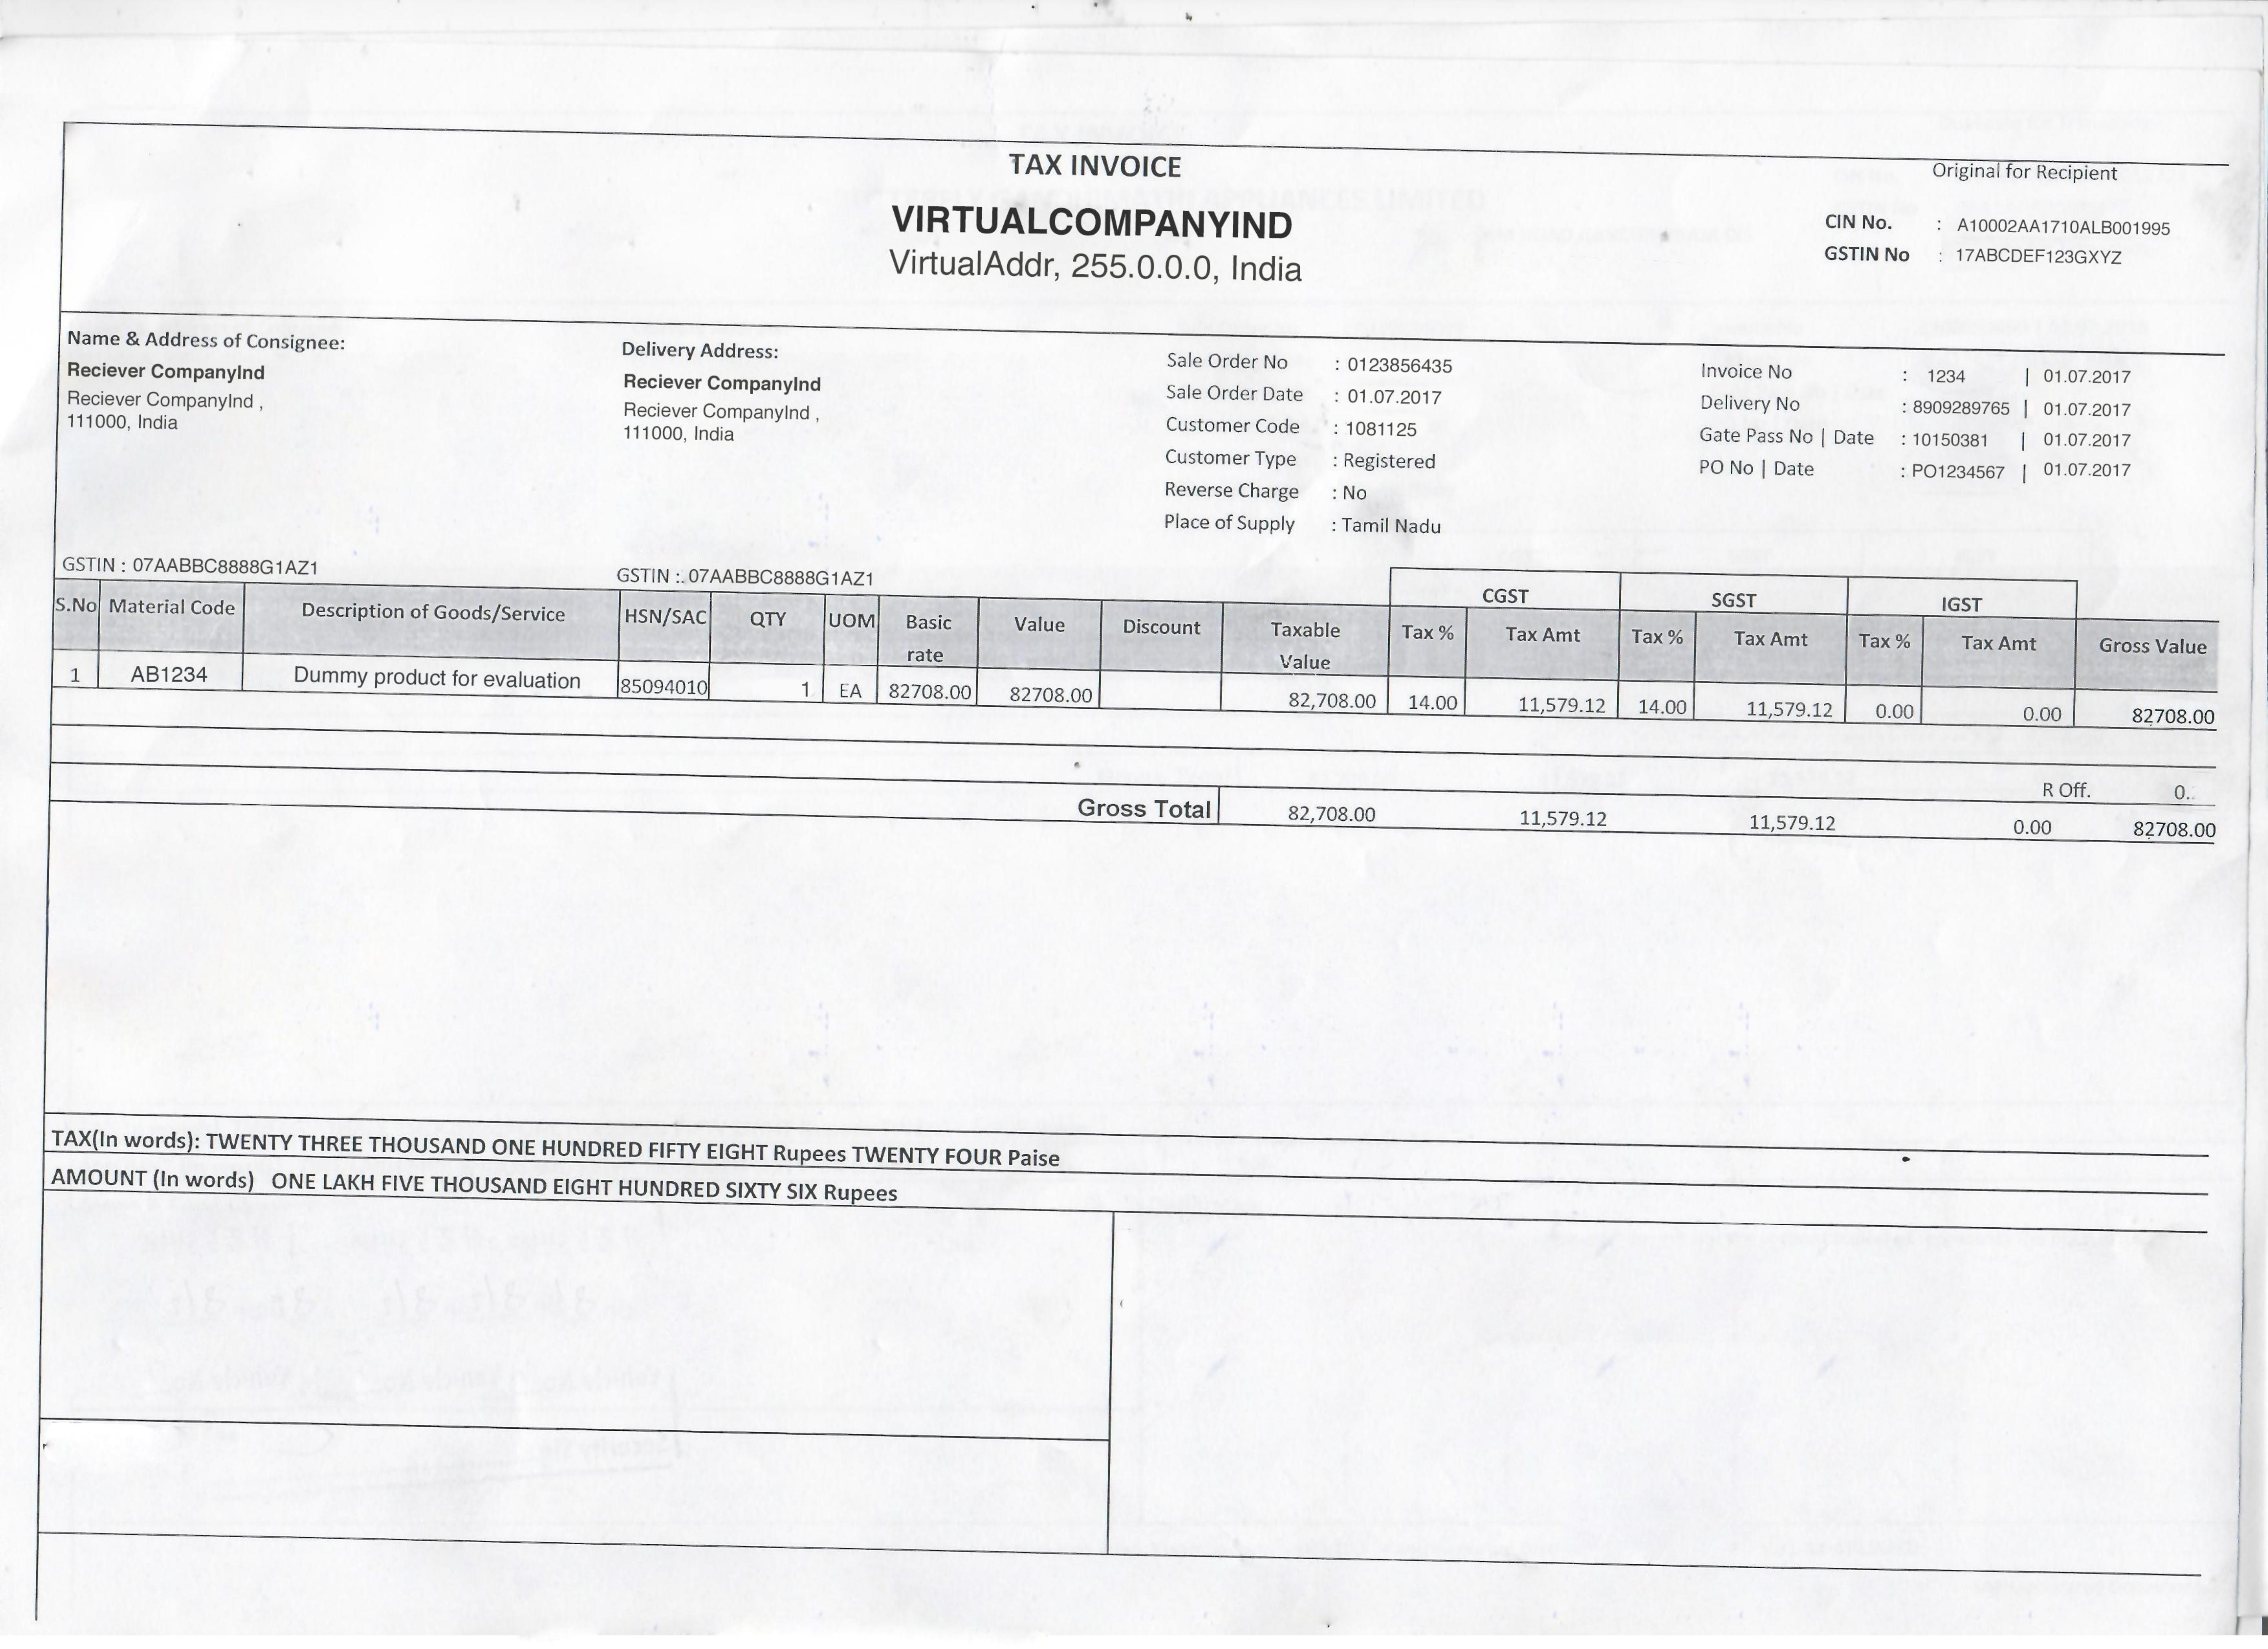 TAX INVOICE
Original for Recipient
VIRTUALCOMPANYIND
VirtualAddr, 255.0.0.0, India
CIN No. : A10002AA1710ALB001995
GSTIN No : 17ABCDEF123GXYZ
Name & Address of Consignee:
Reciever CompanyInd
Reciever CompanyInd ,
111000, India
GSTIN : 07AABBC8888G1AZ1
Delivery Address:
Reciever CompanyInd
Reciever CompanyInd ,
111000, India
GSTIN :. 07AABBC8888G1AZ1
Sale Order No : 0123856435
Sale Order Date : 01.07.2017
Customer Code : 1081125
Customer Type : Registered
Reverse Charge : No
Place of Supply : Tamil Nadu
Invoice No : 1234 | 01.07.2017
Delivery No : 8909289765 | 01.07.2017
Gate Pass No | Date : 10150381 | 01.07.2017
PO No | Date : PO1234567 | 01.07.2017
CGST SGST IGST
S.No Material Code Description of Goods/Service HSN/SAC QTY UOM Basic rate Value Discount Taxable Value Tax % Tax Amt Tax % Tax Amt Tax % Tax Amt Gross Value
1 AB1234 Dummy product for evaluation 85094010 1 EA 82708.00 82708.00 82,708.00 14.00 11,579.12 14.00 11,579.12 0.00 0.00 82708.00
R Off. 0..
Gross Total 82,708.00 11,579.12 11,579.12 0.00 82708.00
TAX(In words): TWENTY THREE THOUSAND ONE HUNDRED FIFTY EIGHT Rupees TWENTY FOUR Paise
AMOUNT (In words) ONE LAKH FIVE THOUSAND EIGHT HUNDRED SIXTY SIX Rupees